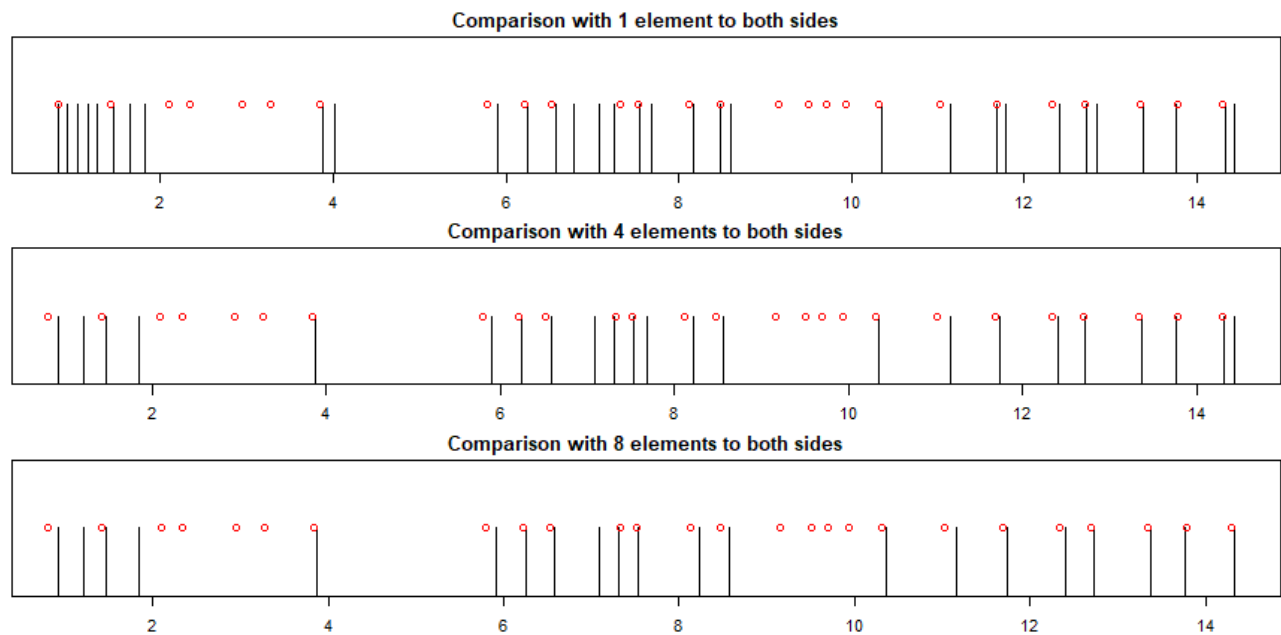 Comparison with 1 element to both sides
2 4 6 8 10 12 14
Comparison with 4 elements to both sides
2 4 6 8 10 12 14
Comparison with 8 elements to both sides
2 4 6 8 10 12 14